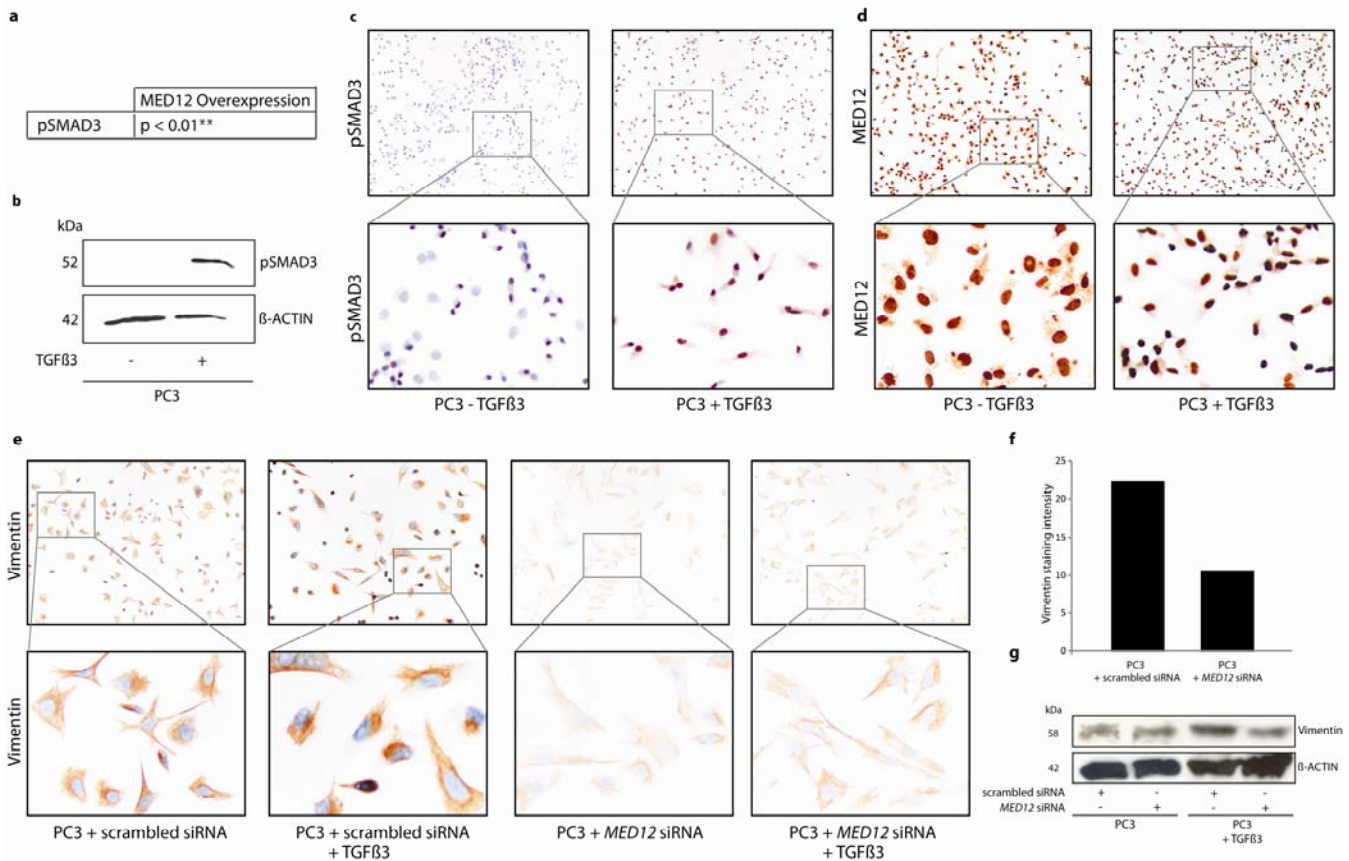 a
MED12 Overexpression
pSMAD3 p < 0.01**
b
kDa
52 pSMAD3
42 ß-ACTIN
TGFß3 - +
PC3
c
pSMAD3
pSMAD3
PC3 - TGFß3 PC3 + TGFß3
d
MED12
MED12
PC3 - TGFß3 PC3 + TGFß3
e
Vimentin
Vimentin
PC3 + scrambled siRNA
PC3 + scrambled siRNA
+ TGFß3
PC3 + MED12 siRNA
PC3 + MED12 siRNA
+ TGFß3
f
Vimentin staining intensity
25
20
15
10
5
0
PC3
+ scrambled siRNA
PC3
+ MED12 siRNA
g
kDa
58 Vimentin
42 ß-ACTIN
scrambled siRNA + - + -
MED12 siRNA - + - +
PC3
PC3
+ TGFß3